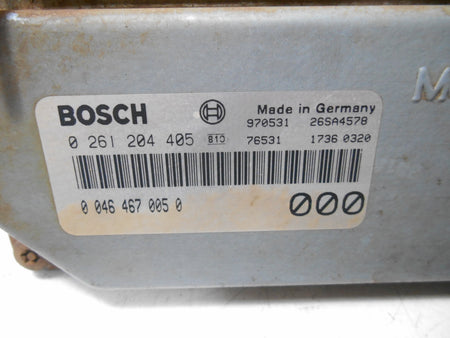 BOSCH Made in Germany
970531 26SA4578
0 261 204 405 B10 76531 1736 0320
0 046 467 005 0 000